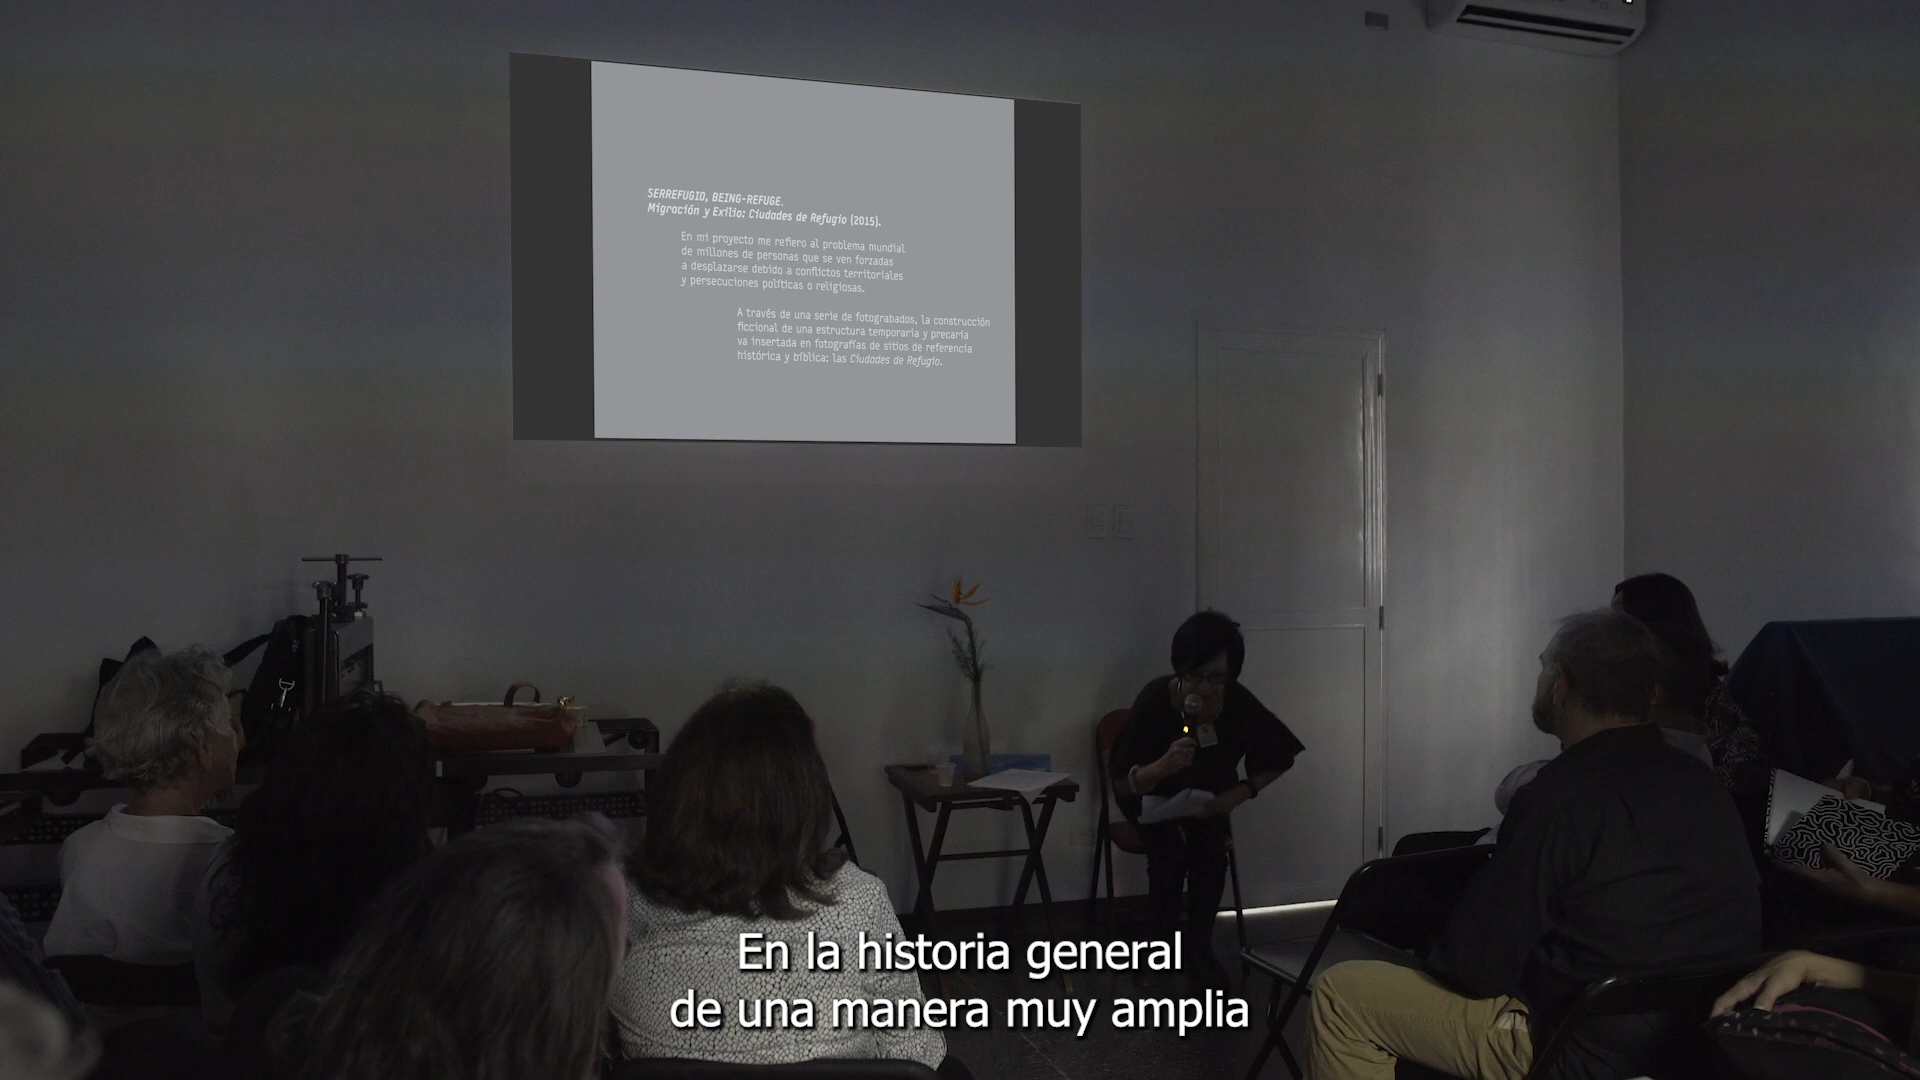 SERREFUGIO, BEING-REFUGE.
Migración y Exilio: Ciudades de Refugio (2015).
En mi proyecto me refiero al problema mundial
de millones de personas que se ven forzadas
a desplazarse debido a conflictos territoriales
y persecuciones políticas o religiosas.
A través de una serie de fotograbados, la construcción
ficcional de una estructura temporaria y precaria
va insertada en fotografías de sitios de referencia
histórica y bíblica: las Ciudades de Refugio.
En la historia general
de una manera muy amplia